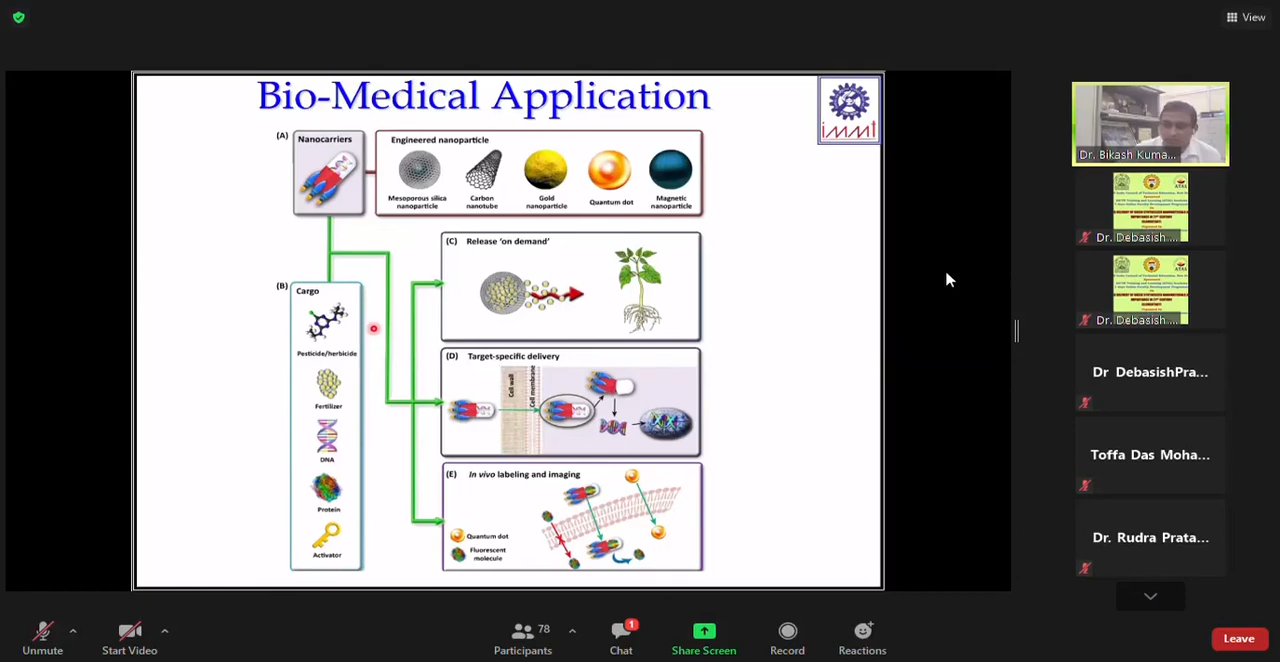 View
Bio-Medical Application
immt
(A)
Nanocarriers
Engineered nanoparticle
Mesoporous silica
nanoparticle
Carbon
nanotube
Gold
nanoparticle
Quantum dot
Magnetic
nanoparticle
(B)
Cargo
Pesticide/herbicide
Fertilizer
DNA
Protein
Activator
(C) Release 'on demand'
(D) Target-specific delivery
Cell wall
Cell membrane
(E) In vivo labeling and imaging
Quantum dot
Fluorescent
molecule
Dr. Bikash Kuma...
Dr. Debasish ...
Dr. Debasish ...
Dr DebasishPra...
Toffa Das Moha...
Dr. Rudra Prata...
Unmute
Start Video
Participants
78
Chat
1
Share Screen
Record
Reactions
Leave